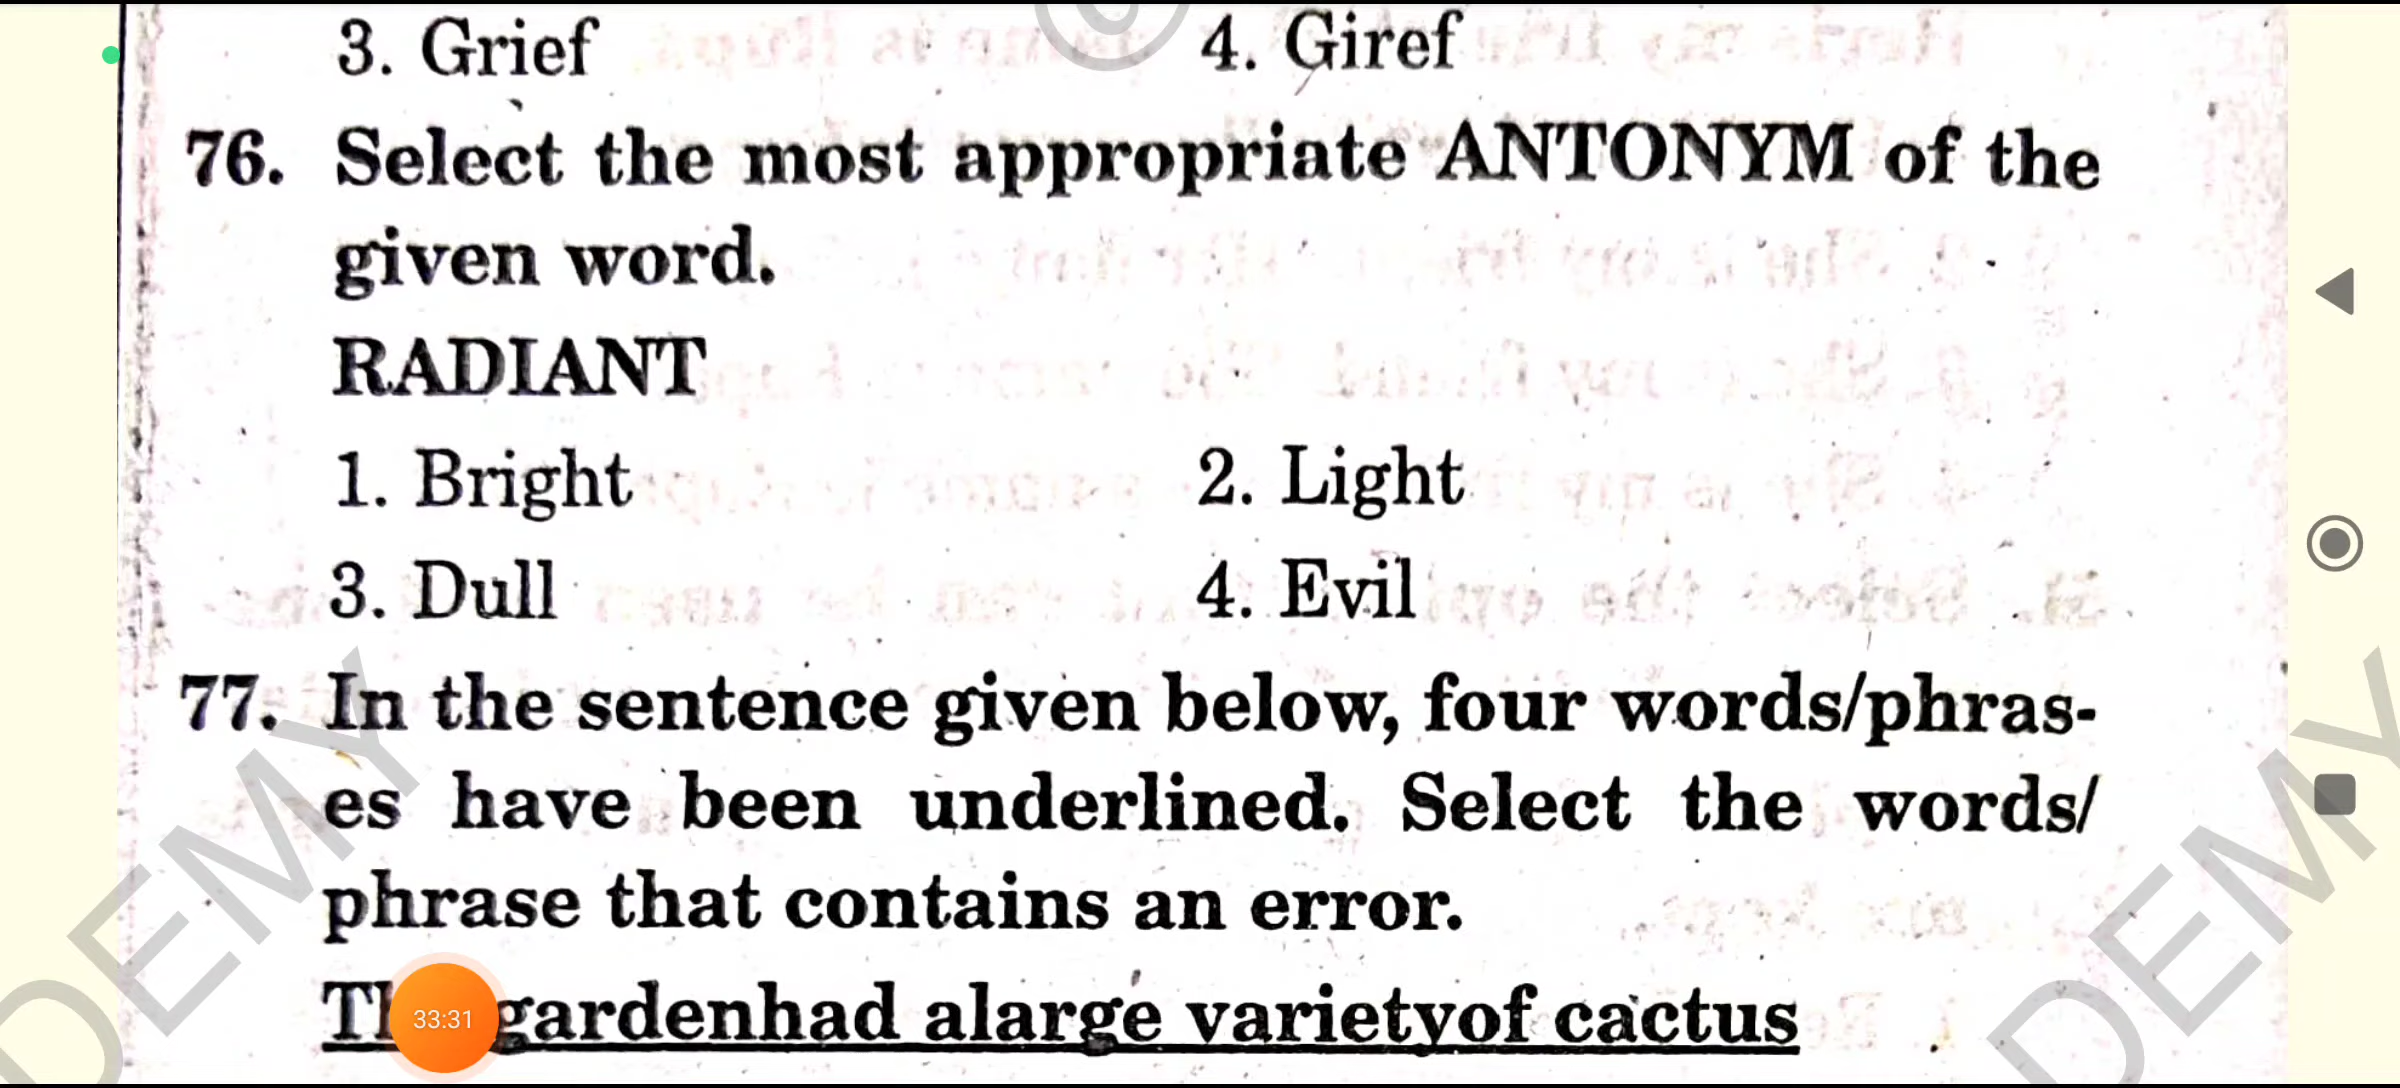 3. Grief 4. Giref
76. Select the most appropriate ANTONYM of the
given word.
RADIANT
1. Bright 2. Light
3. Dull 4. Evil
77. In the sentence given below, four words/phras-
es have been underlined. Select the words/
phrase that contains an error.
33:31 gardenhad alarge varietyof cactus
DEMY DEMY